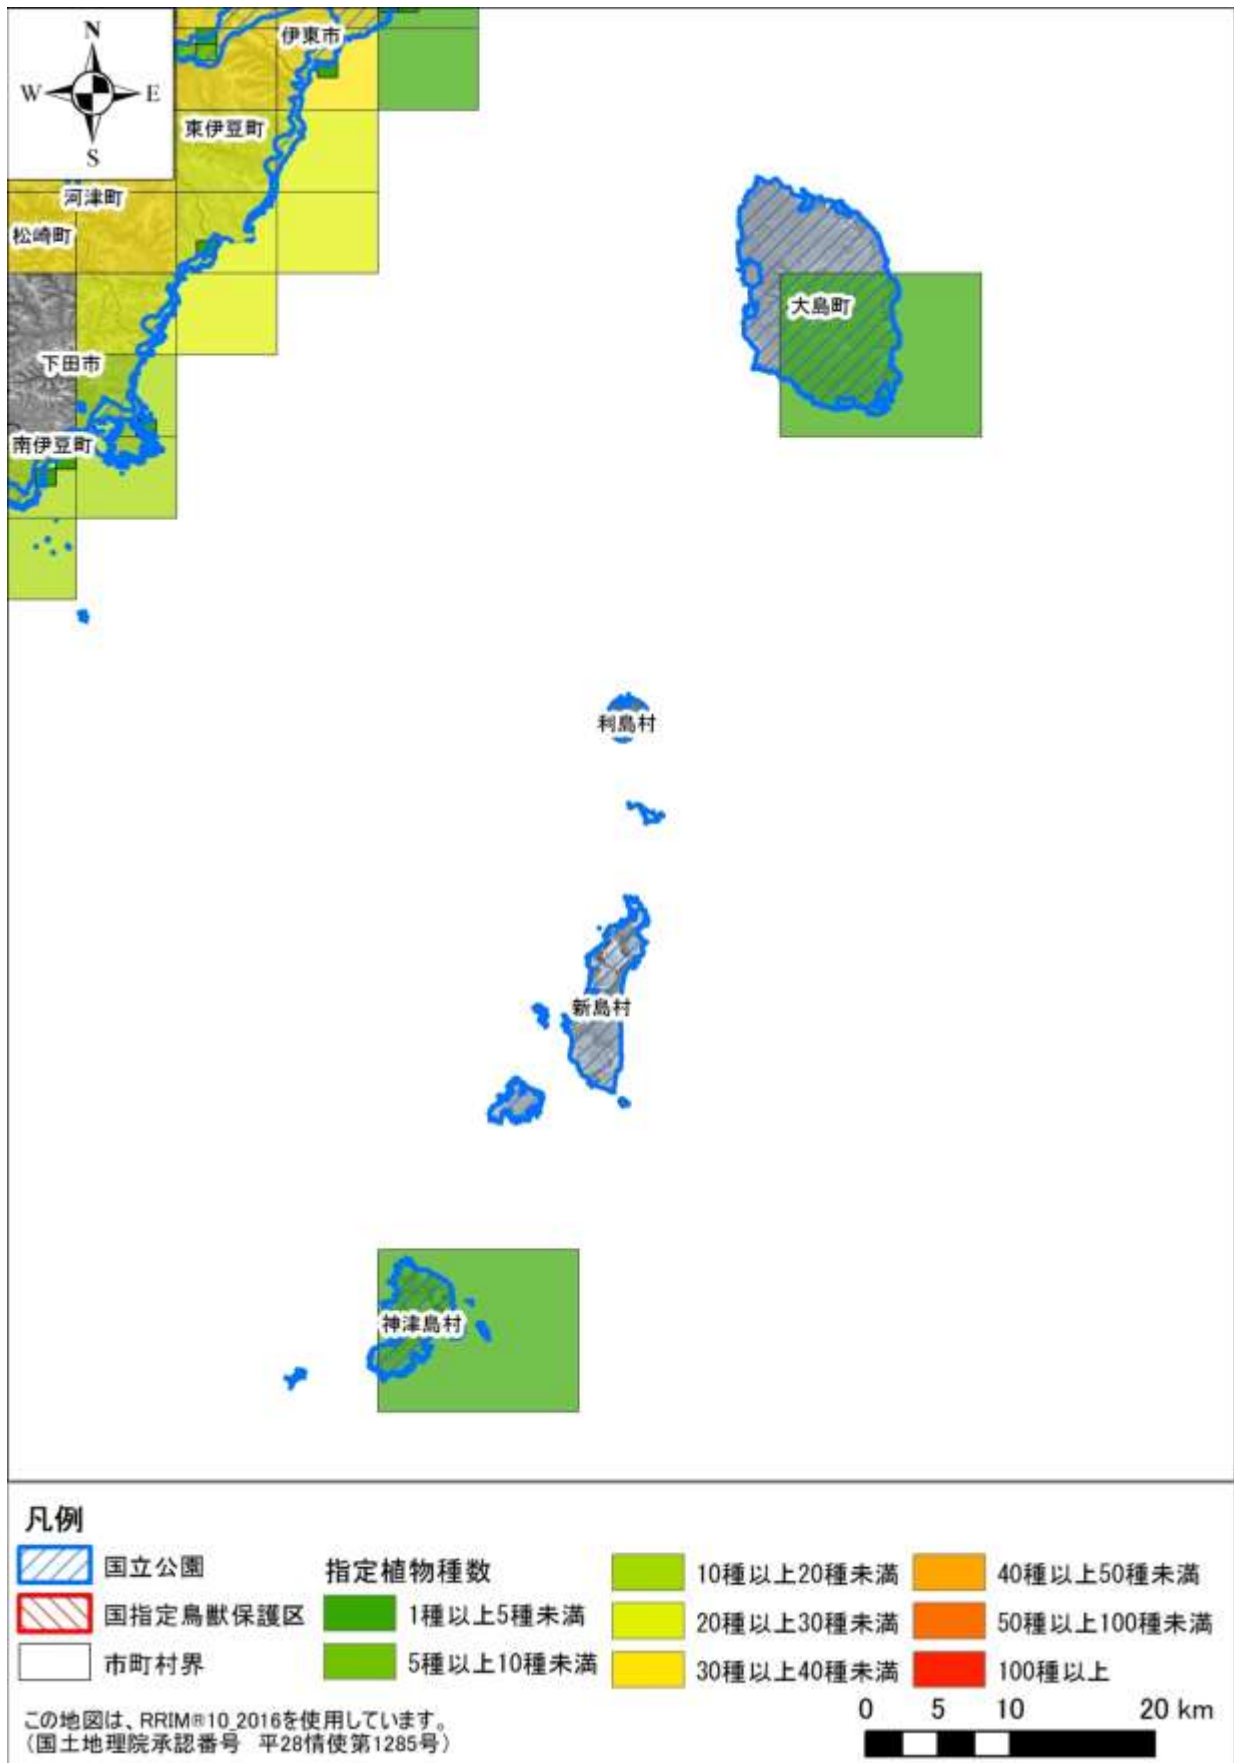 N
W E
S
伊東市
東伊豆町
河津町
松崎町
大島町
下田市
南伊豆町
利島村
新島村
神津島村
凡例
国立公園
国指定鳥獣保護区
市町村界
指定植物種数
1種以上5種未満
5種以上10種未満
10種以上20種未満
20種以上30種未満
30種以上40種未満
40種以上50種未満
50種以上100種未満
100種以上
この地図は、RRIM®10_2016を使用しています。
（国土地理院承認番号 平28情使第1285号）
0 5 10 20 km